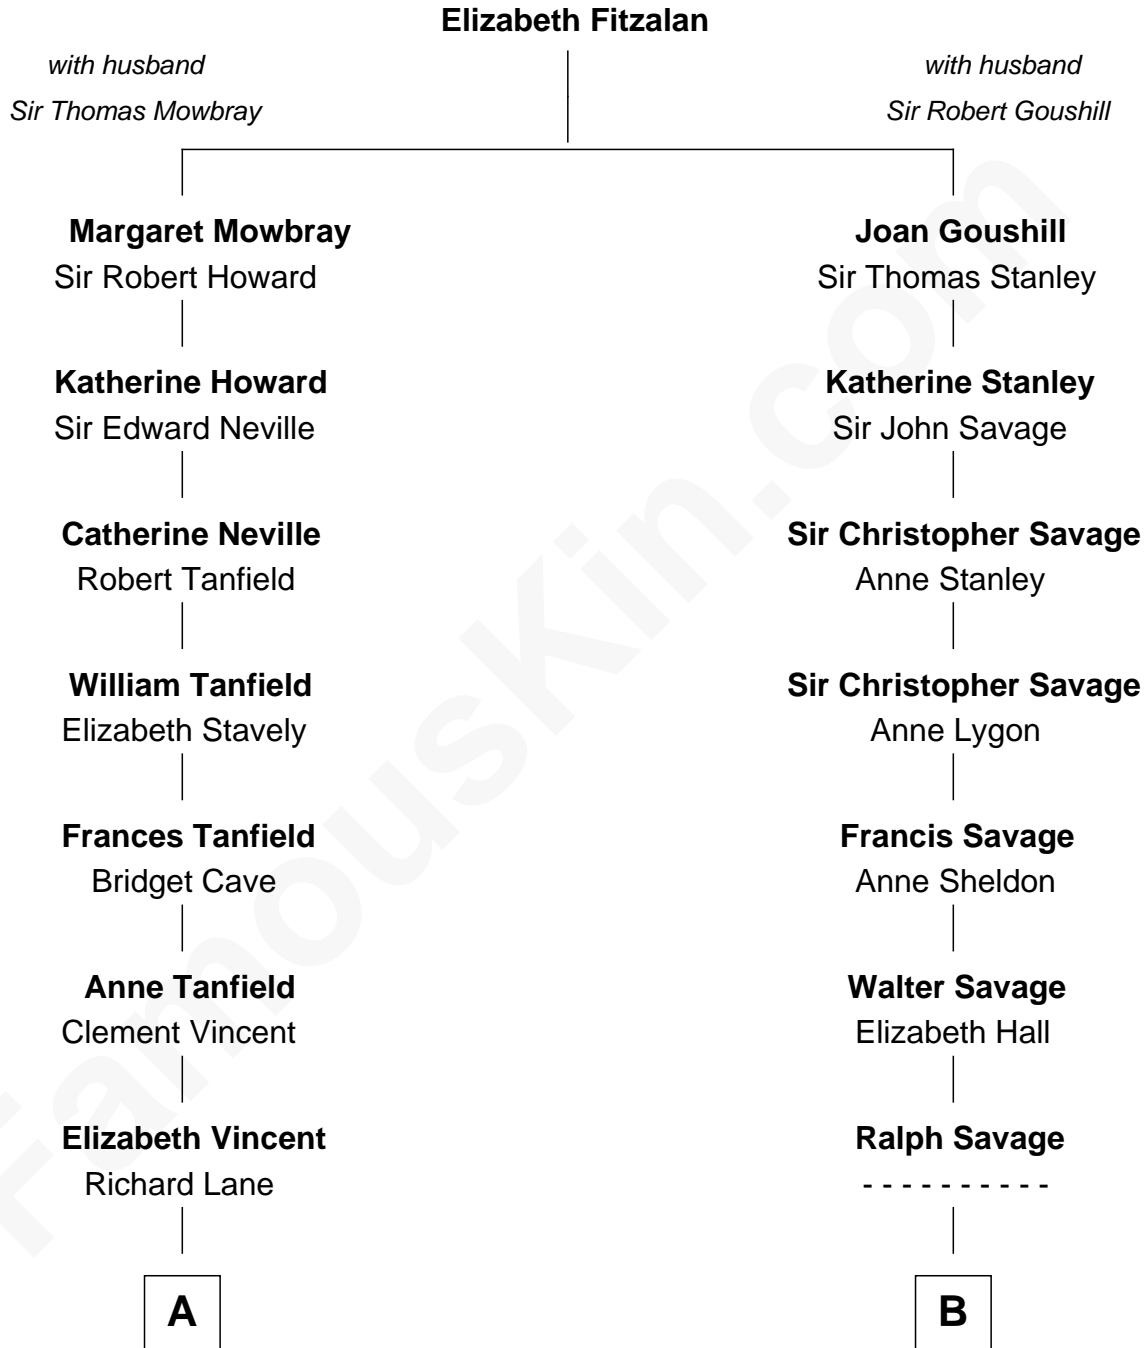 Elizabeth Fitzalan
with husband
Sir Thomas Mowbray
with husband
Sir Robert Goushill
Margaret Mowbray
Sir Robert Howard
Joan Goushill
Sir Thomas Stanley
Katherine Howard
Sir Edward Neville
Katherine Stanley
Sir John Savage
Catherine Neville
Robert Tanfield
Sir Christopher Savage
Anne Stanley
William Tanfield
Elizabeth Stavely
Sir Christopher Savage
Anne Lygon
Frances Tanfield
Bridget Cave
Francis Savage
Anne Sheldon
Anne Tanfield
Clement Vincent
Walter Savage
Elizabeth Hall
Elizabeth Vincent
Richard Lane
Ralph Savage
- - - - - - - - - -
A
B
FamousKin.com